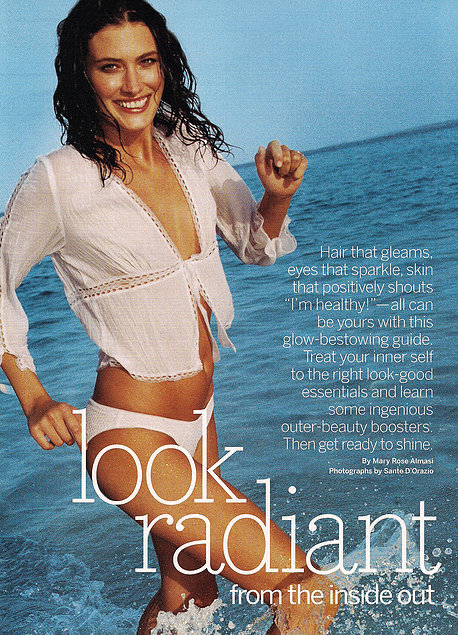 Hair that gleams,
eyes that sparkle, skin
that positively shouts
“I'm healthy!”—all can
be yours with this
glow-bestowing guide.
Treat your inner self
to the right look-good
essentials and learn
some ingenious
outer-beauty boosters.
Then get ready to shine.
By Mary Rose Almasi
Photographs by Sante D'Orazio
look
radiant
from the inside out